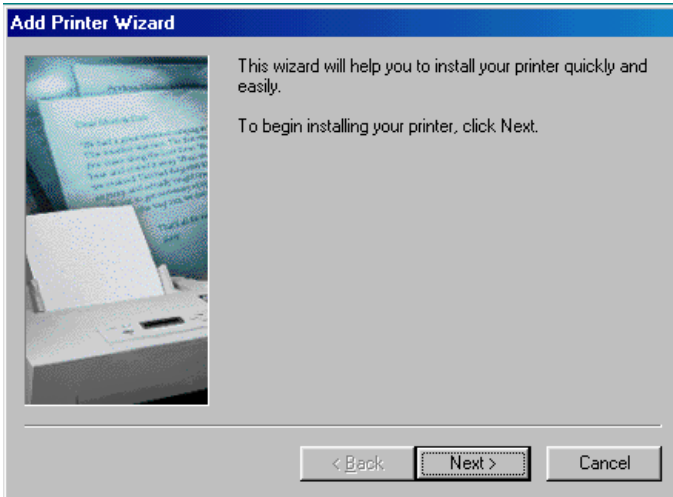 Add Printer Wizard
This wizard will help you to install your printer quickly and
easily.
To begin installing your printer, click Next.
< Back
Next >
Cancel